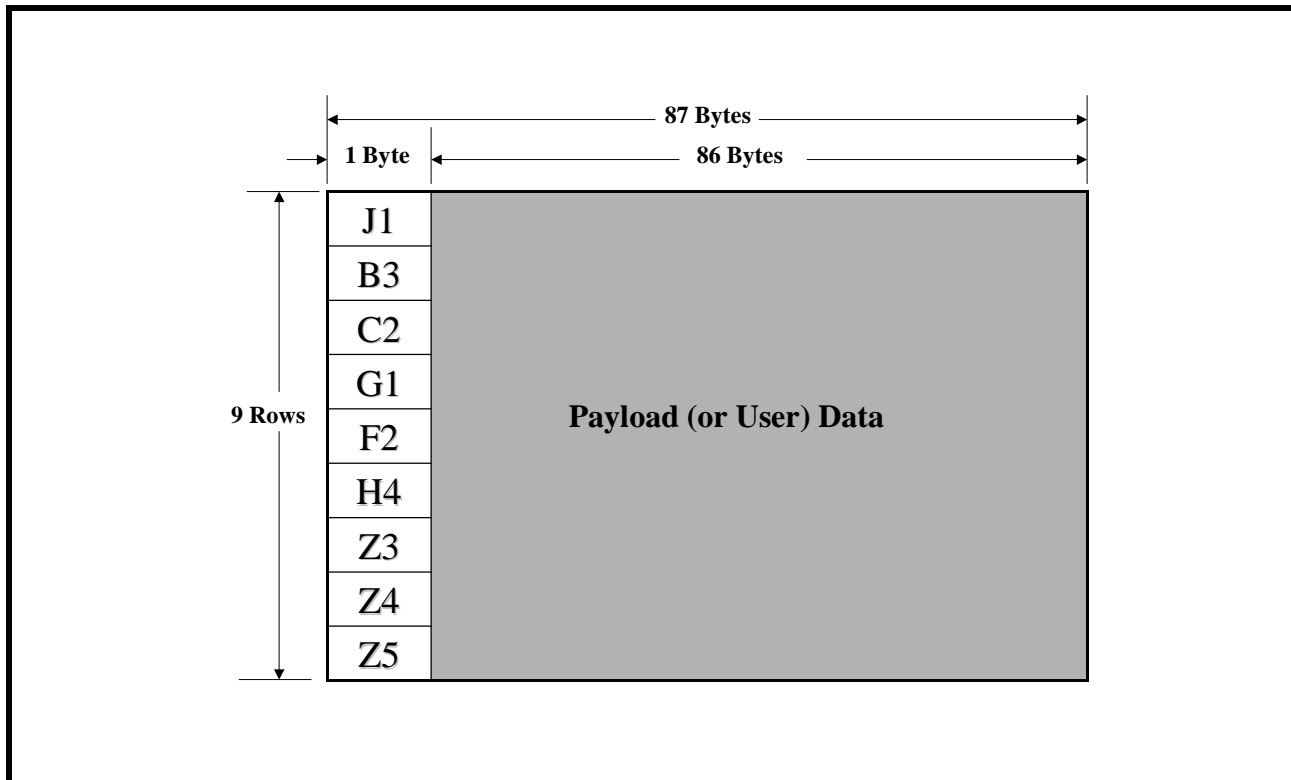 87 Bytes
1 Byte
86 Bytes
J1
B3
C2
G1
F2
H4
Z3
Z4
Z5
9 Rows
Payload (or User) Data